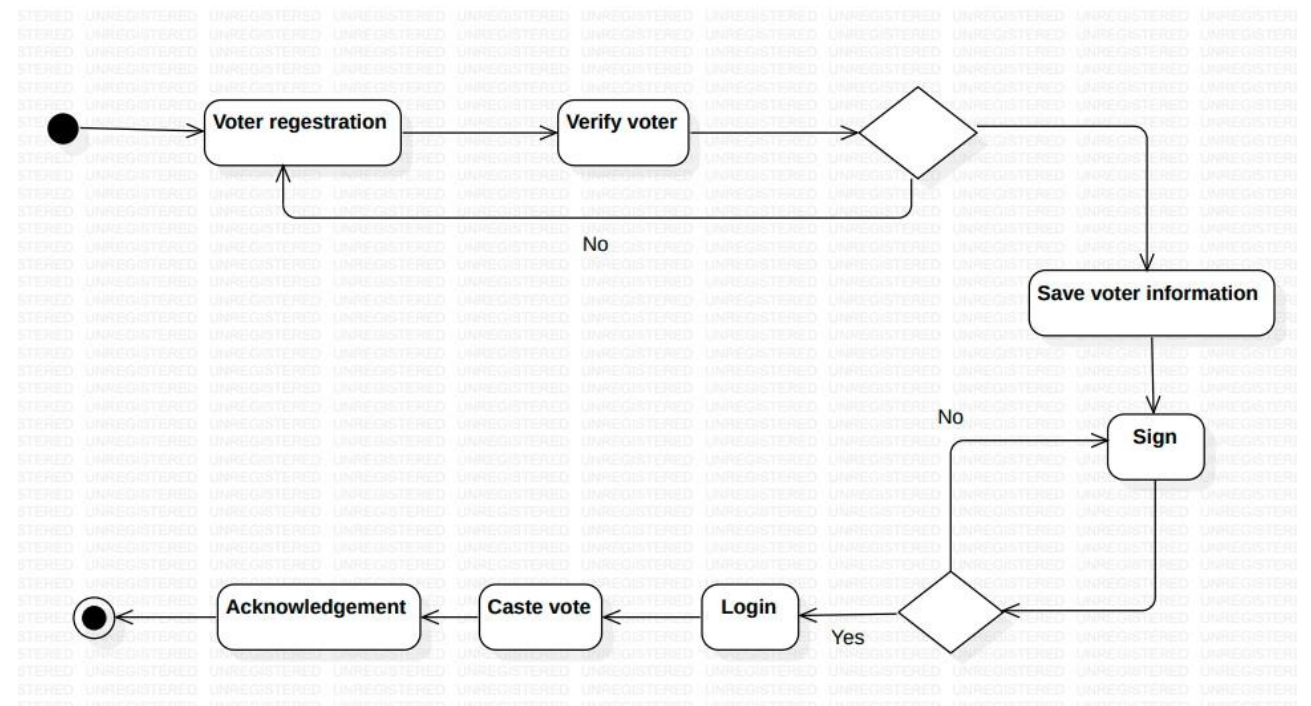 Voter regestration
Verify voter
No
Save voter information
No
Sign
Acknowledgement
Caste vote
Login
Yes
UNREGISTERED